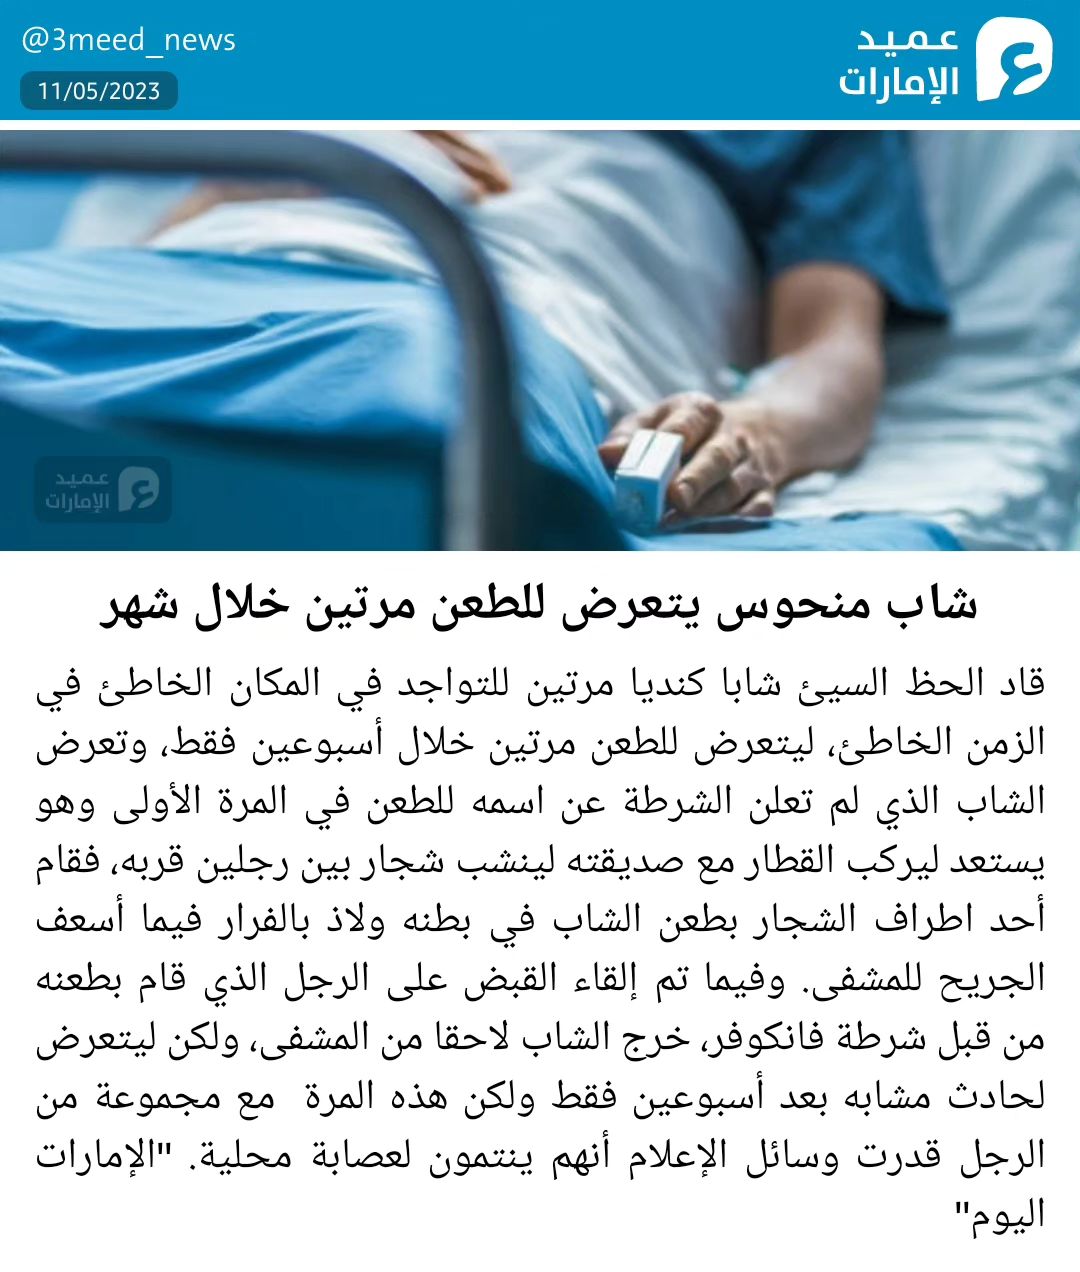 @3meed_news
11/05/2023
عميد
الإمارات
عميد
الإمارات
شاب منحوس يتعرض للطعن مرتين خلال شهر
قاد الحظ السيئ شابا كنديا مرتين للتواجد في المكان الخاطئ في
الزمن الخاطئ، ليتعرض للطعن مرتين خلال أسبوعين فقط، وتعرض
الشاب الذي لم تعلن الشرطة عن اسمه للطعن في المرة الأولى وهو
يستعد ليركب القطار مع صديقته لينشب شجار بين رجلين قربه، فقام
أحد اطراف الشجار بطعن الشاب في بطنه ولاذ بالفرار فيما أسعف
الجريح للمشفى. وفيما تم إلقاء القبض على الرجل الذي قام بطعنه
من قبل شرطة فانكوفر، خرج الشاب لاحقا من المشفى، ولكن ليتعرض
لحادث مشابه بعد أسبوعين فقط ولكن هذه المرة مع مجموعة من
الرجل قدرت وسائل الإعلام أنهم ينتمون لعصابة محلية. "الإمارات
اليوم"